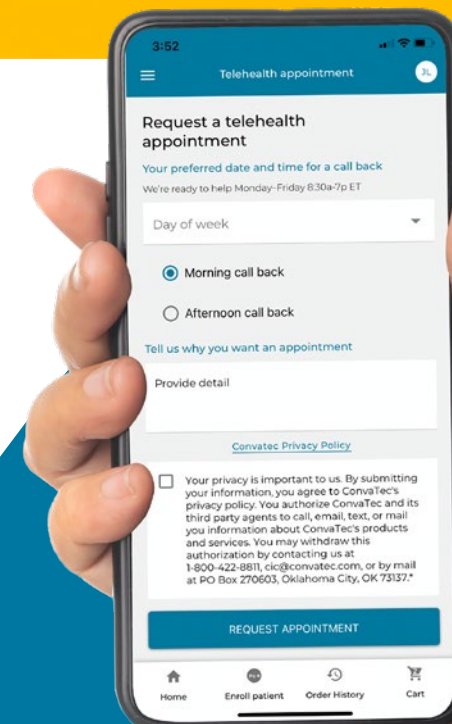 3:52
Telehealth appointment
JL
Request a telehealth
appointment
Your preferred date and time for a call back
We're ready to help Monday-Friday 8:30a-7p ET
Day of week
Morning call back
Afternoon call back
Tell us why you want an appointment
Provide detail
Convatec Privacy Policy
Your privacy is important to us. By submitting
your information, you agree to ConvaTec's
privacy policy. You authorize ConvaTec and its
third party agents to call, email, text, or mail
you information about ConvaTec's products
and services. You may withdraw this
authorization by contacting us at
1-800-422-8811, cic@convatec.com, or by mail
at PO Box 270603, Oklahoma City, OK 73137.*
REQUEST APPOINTMENT
Home Enroll patient Order History Cart